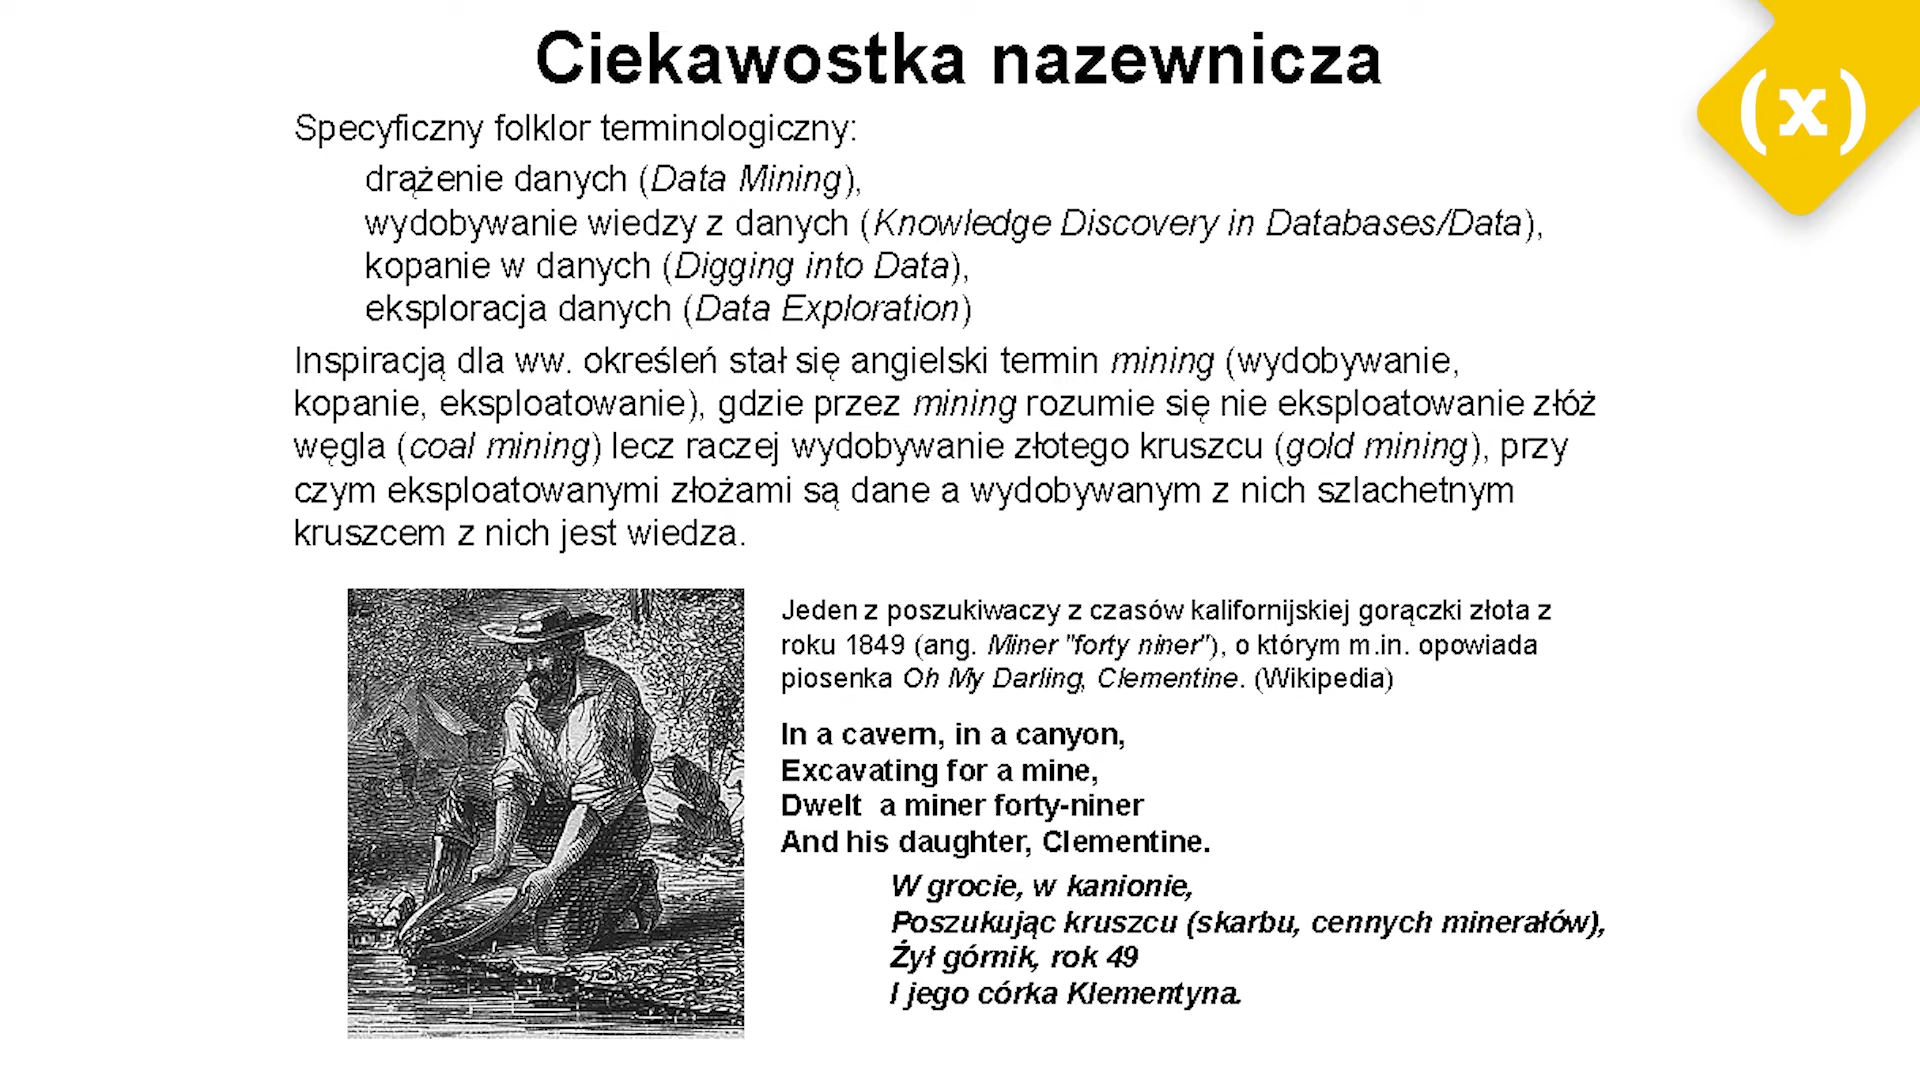 Ciekawostka nazewnicza
(x)
Specyficzny folklor terminologiczny:
drążenie danych (Data Mining),
wydobywanie wiedzy z danych (Knowledge Discovery in Databases/Data),
kopanie w danych (Digging into Data),
eksploracja danych (Data Exploration)
Inspiracją dla ww. określeń stał się angielski termin mining (wydobywanie,
kopanie, eksploatowanie), gdzie przez mining rozumie się nie eksploatowanie złóż
węgla (coal mining) lecz raczej wydobywanie złotego kruszcu (gold mining), przy
czym eksploatowanymi złożami są dane a wydobywanym z nich szlachetnym
kruszcem z nich jest wiedza.
Jeden z poszukiwaczy z czasów kalifornijskiej gorączki złota z
roku 1849 (ang. Miner "forty niner"), o którym m.in. opowiada
piosenka Oh My Darling, Clementine. (Wikipedia)
In a cavern, in a canyon,
Excavating for a mine,
Dwelt a miner forty-niner
And his daughter, Clementine.
W grocie, w kanionie,
Poszukując kruszcu (skarbu, cennych minerałów),
Żył górnik, rok 49
I jego córka Klementyna.